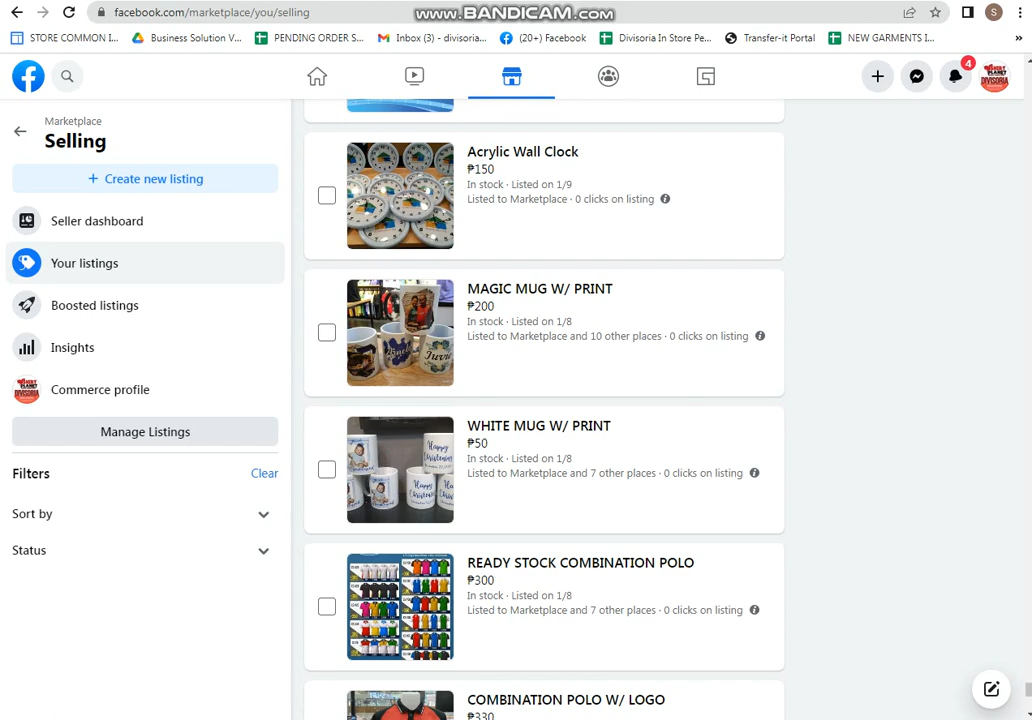 facebook.com/marketplace/you/selling
www.BANDICAM.com
S
STORE COMMON I...
Business Solution V...
PENDING ORDER S...
Inbox (3) - divisoria...
(20+) Facebook
Divisoria In Store Pe...
Transfer-it Portal
NEW GARMENTS I...
»
4
Marketplace
Selling
+ Create new listing
Seller dashboard
Your listings
Boosted listings
Insights
Commerce profile
Manage Listings
Filters
Clear
Sort by
Status
Acrylic Wall Clock
₱150
In stock · Listed on 1/9
Listed to Marketplace · 0 clicks on listing
MAGIC MUG W/ PRINT
₱200
In stock · Listed on 1/8
Listed to Marketplace and 10 other places · 0 clicks on listing
WHITE MUG W/ PRINT
₱50
In stock · Listed on 1/8
Listed to Marketplace and 7 other places · 0 clicks on listing
READY STOCK COMBINATION POLO
₱300
In stock · Listed on 1/8
Listed to Marketplace and 7 other places · 0 clicks on listing
COMBINATION POLO W/ LOGO
₱330